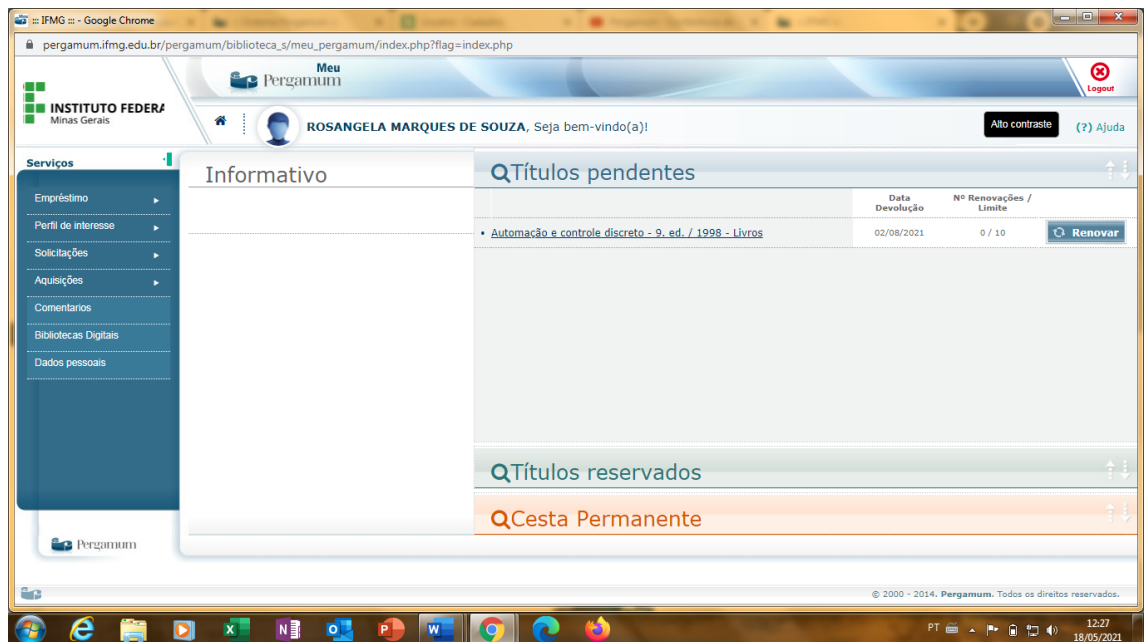 ::: IFMG ::: - Google Chrome
pergamum.ifmg.edu.br/pergamum/biblioteca_s/meu_pergamum/index.php?flag=index.php
INSTITUTO FEDERA
Minas Gerais
Meu
Pergamum
Logout
ROSANGELA MARQUES DE SOUZA, Seja bem-vindo(a)!
Alto contraste
(?) Ajuda
Serviços
Empréstimo
Perfil de interesse
Solicitações
Aquisições
Comentarios
Bibliotecas Digitais
Dados pessoais
Pergamum
Informativo
Títulos pendentes
Data Nº Renovações /
Devolução Limite
• Automação e controle discreto - 9. ed. / 1998 - Livros 02/08/2021 0 / 10 Renovar
Títulos reservados
Cesta Permanente
© 2000 - 2014. Pergamum. Todos os direitos reservados.
PT
12:27
18/05/2021